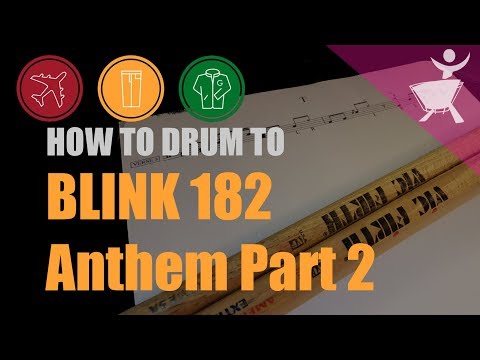 HOW TO DRUM TO
BLINK 182
Anthem Part 2
VIC FIRTH
VIC FIRTH